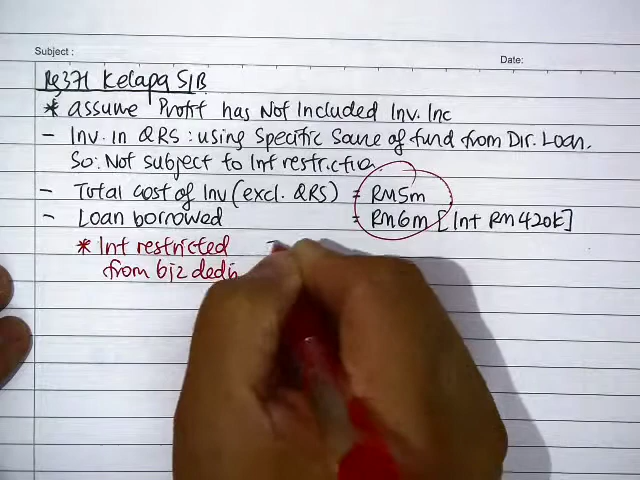 Subject :
Date:
Pg371 Kelapa S/B
* Assume Profit has Not Included Inv. Inc
- Inv. in QRS : using Specific Source of fund from Dir. Loan.
So: Not subject to Int restriction.
- Total cost of Inv (excl. QRS) = RM5m
- Loan borrowed = RM6m [Int RM420k]
* Int restricted
from biz